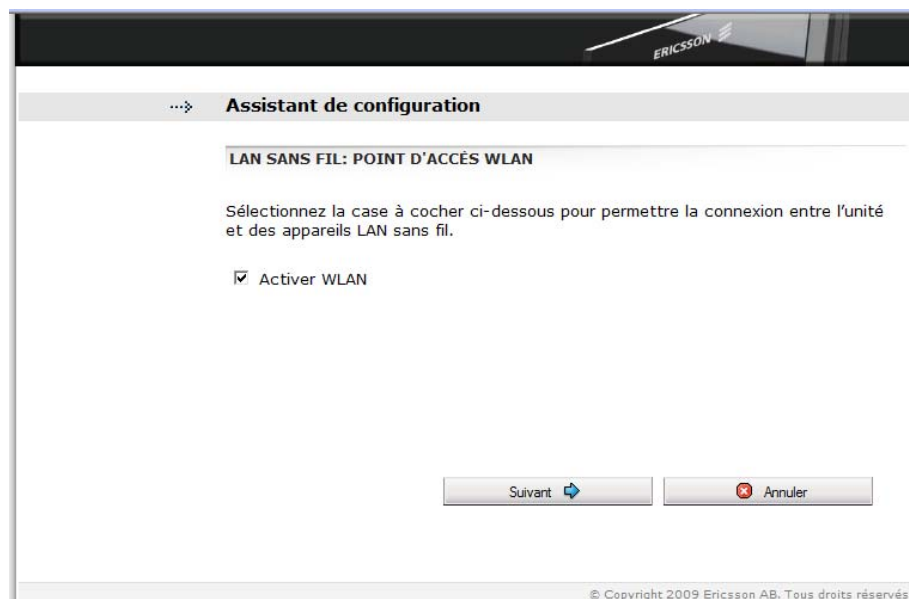 ERICSSON
Assistant de configuration
LAN SANS FIL: POINT D'ACCÈS WLAN
Sélectionnez la case à cocher ci-dessous pour permettre la connexion entre l'unité
et des appareils LAN sans fil.
Activer WLAN
Suivant
Annuler
© Copyright 2009 Ericsson AB. Tous droits réservés